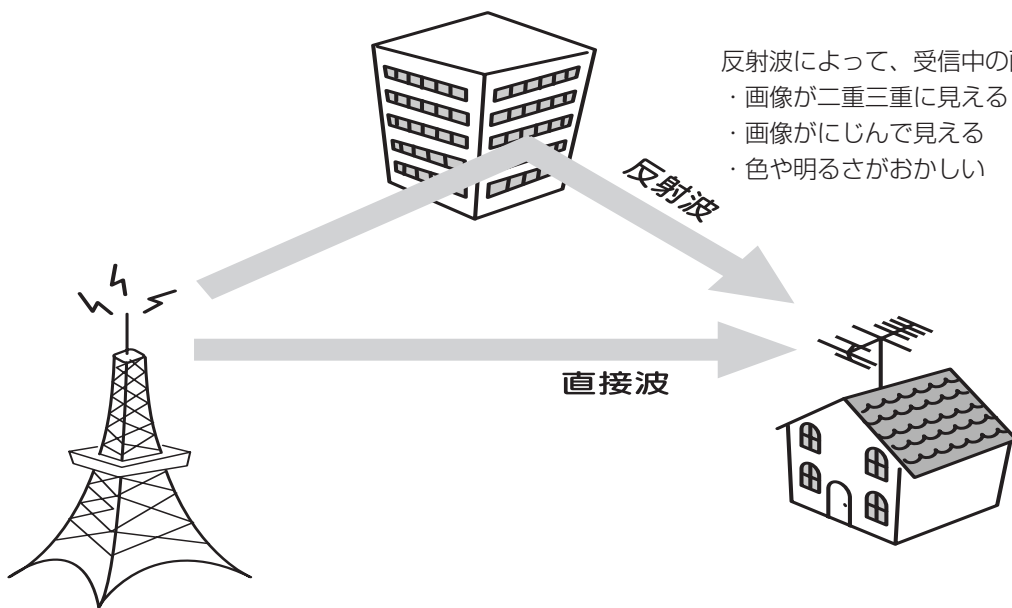 反射波によって、受信中の
・画像が二重三重に見える
・画像がにじんで見える
・色や明るさがおかしい
反射波
直接波